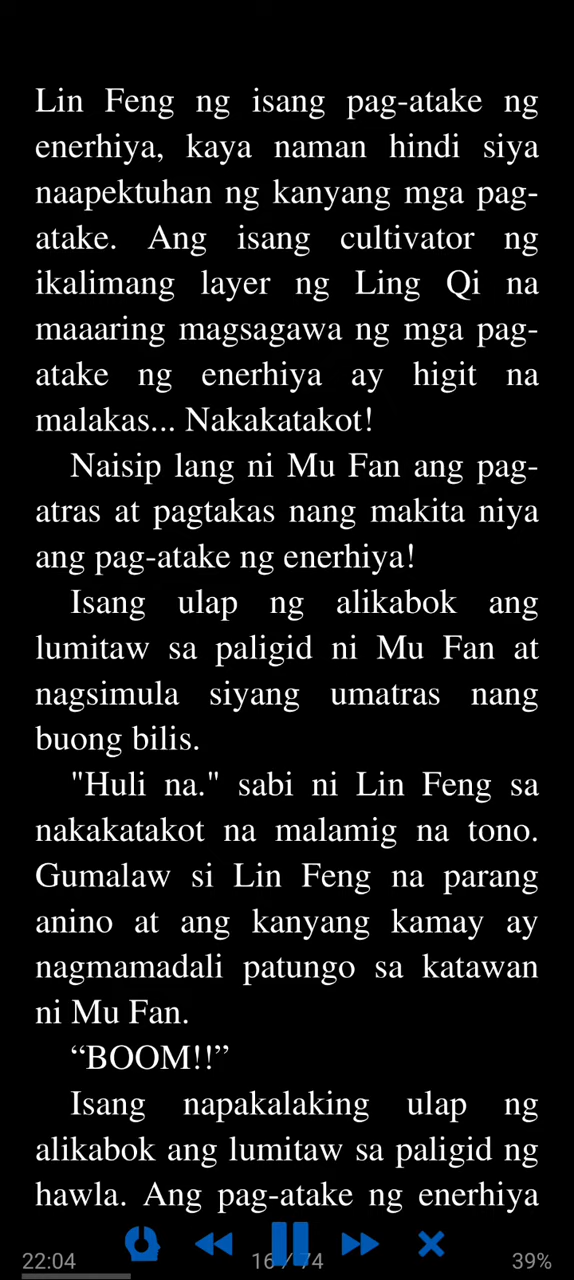 Lin Feng ng isang pag-atake ng
enerhiya, kaya naman hindi siya
naapektuhan ng kanyang mga pag-
atake. Ang isang cultivator ng
ikalimang layer ng Ling Qi na
maaaring magsagawa ng mga pag-
atake ng enerhiya ay higit na
malakas... Nakakatakot!
Naisip lang ni Mu Fan ang pag-
atras at pagtakas nang makita niya
ang pag-atake ng enerhiya!
Isang ulap ng alikabok ang
lumitaw sa paligid ni Mu Fan at
nagsimula siyang umatras nang
buong bilis.
"Huli na." sabi ni Lin Feng sa
nakakatakot na malamig na tono.
Gumalaw si Lin Feng na parang
anino at ang kanyang kamay ay
nagmamadali patungo sa katawan
ni Mu Fan.
“BOOM!!”
Isang napakalaking ulap ng
alikabok ang lumitaw sa paligid ng
hawla. Ang pag-atake ng enerhiya
22:04 16 / 74 39%